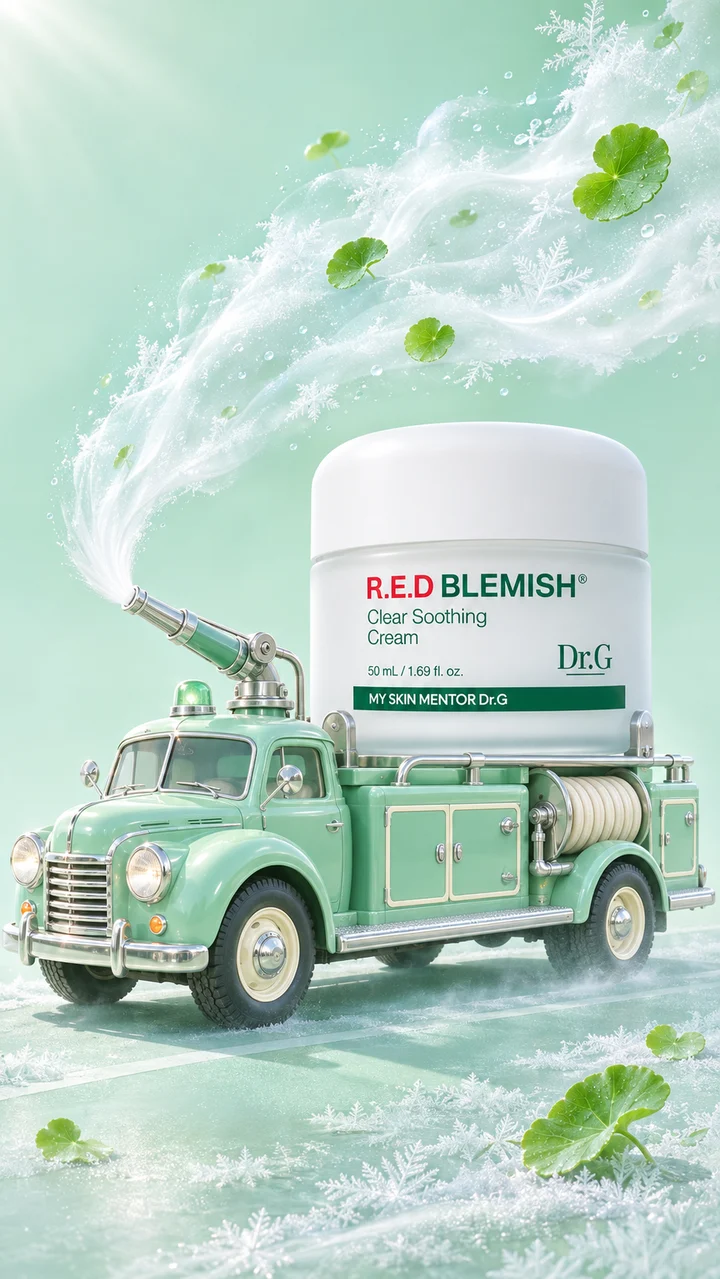 R.E.D BLEMISH®
Clear Soothing
Cream
50 mL / 1.69 fl. oz.
Dr.G
MY SKIN MENTOR Dr.G